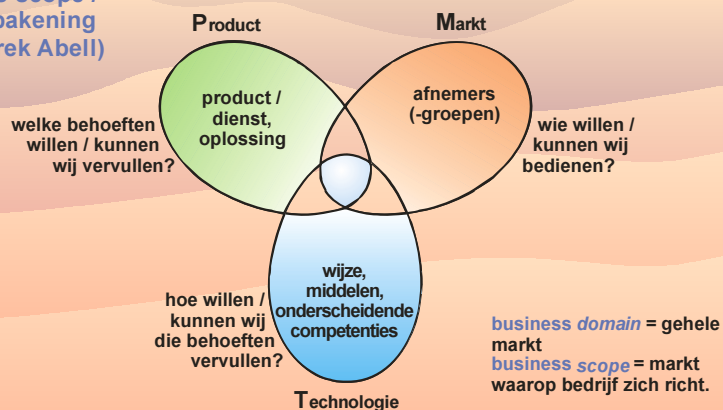 scope /
bakening
rek Abell)
Product
Markt
product /
dienst,
oplossing
afnemers
(-groepen)
welke behoeften
willen / kunnen
wij vervullen?
wie willen /
kunnen wij
bedienen?
wijze,
middelen,
onderscheidende
competenties
hoe willen /
kunnen wij
die behoeften
vervullen?
business domain = gehele
markt
business scope = markt
waarop bedrijf zich richt.
Technologie